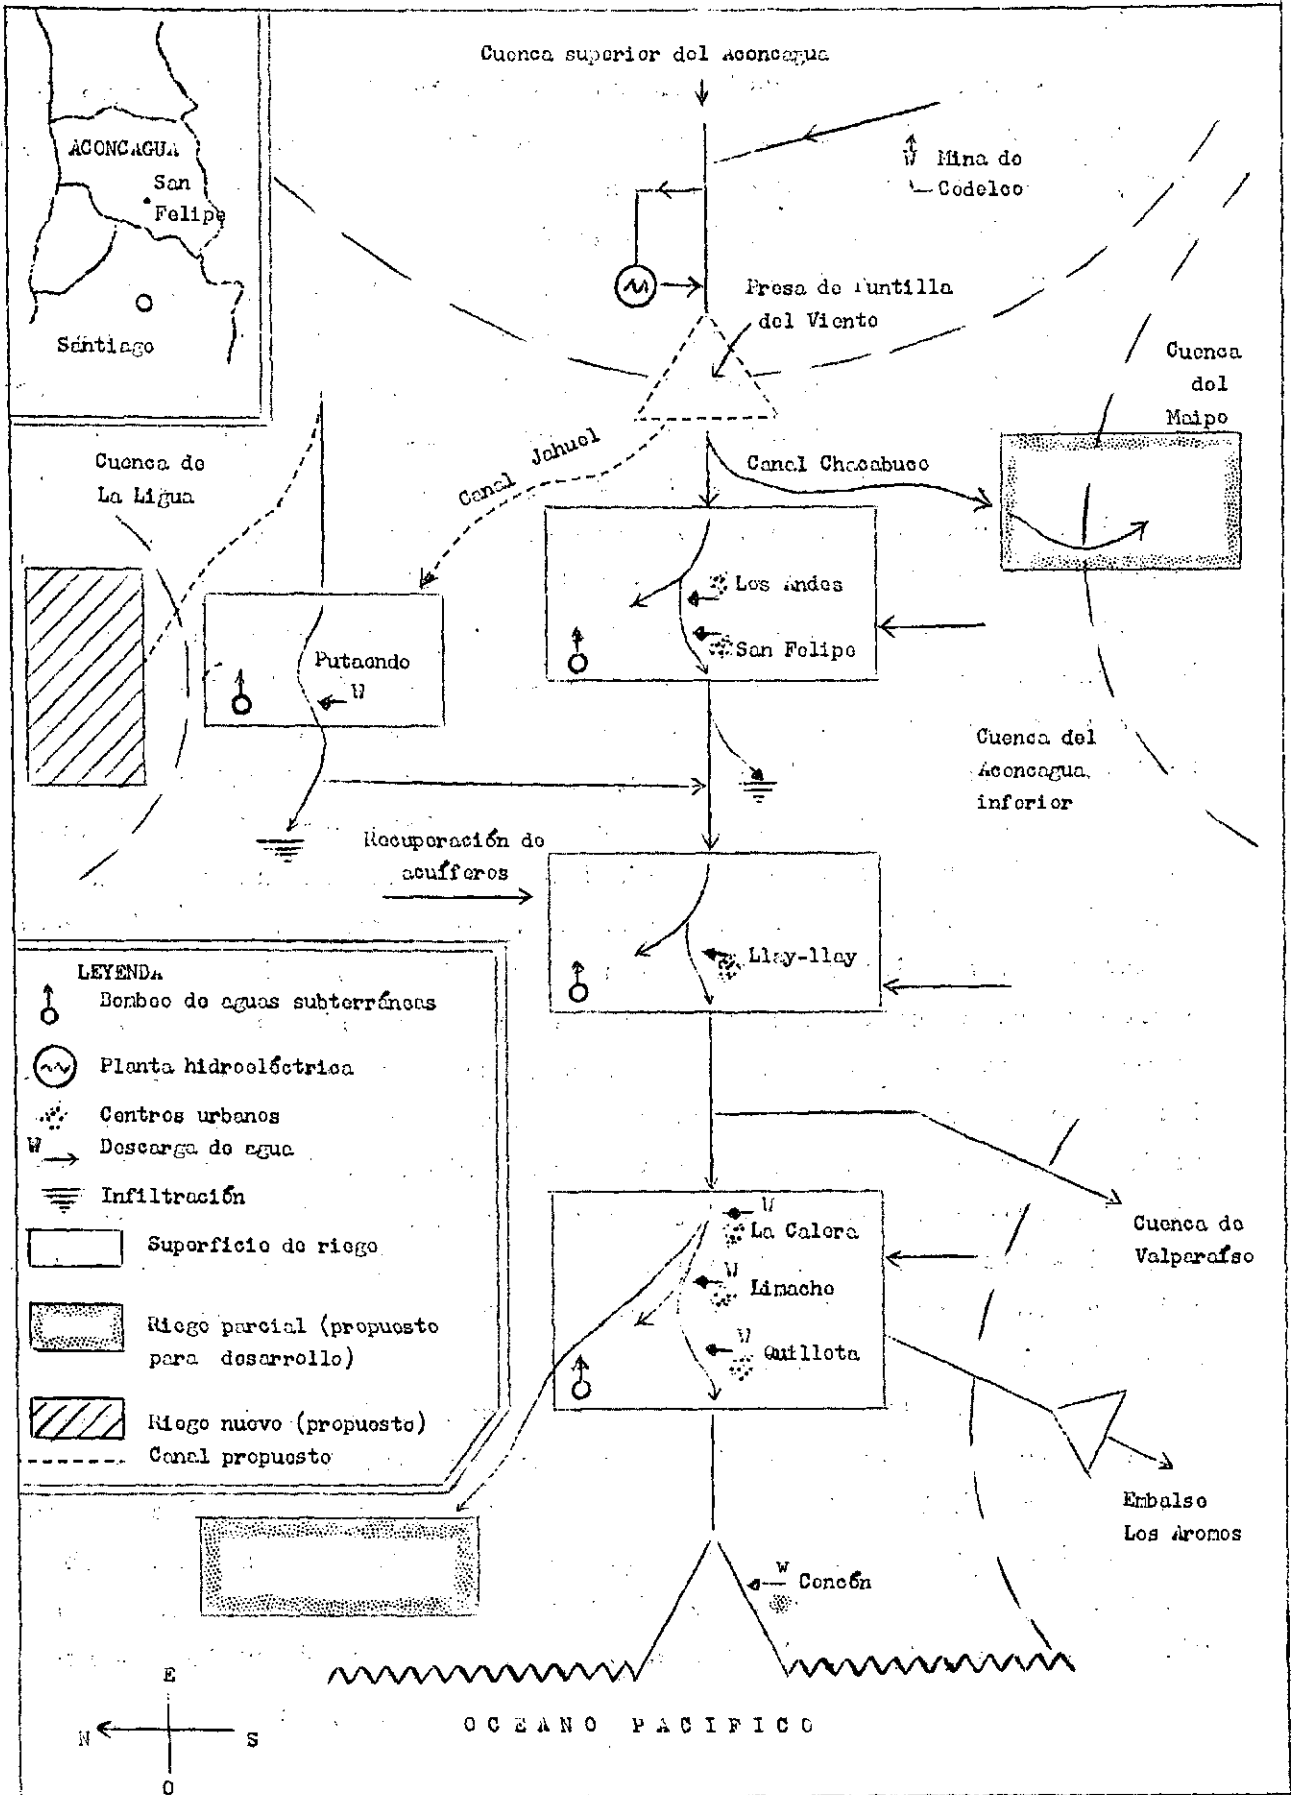 Cuenca superior del Aconcagua
ACONCAGUA
San
Felipe
Santiago
W Mina de
Codelco
Presa de Puntilla
del Viento
Cuenca
del
Maipo
Cuenca de
La Ligua
Canal Jahuel
Canal Chacabuco
Los Andes
San Felipe
Putaendo
W
Cuenca del
Aconcagua
inferior
Recuperación de
acuíferos
Llay-llay
LEYENDA
Bombeo de aguas subterráneas
Planta hidroeléctrica
Centros urbanos
W
Descarga de agua
Infiltración
Superficie de riego
Riego parcial (propuesto
para desarrollo)
Riego nuevo (propuesto)
Canal propuesto
W
La Calera
W
Limache
W
Quillota
Cuenca de
Valparaíso
Embalse
Los Aromos
W
Concón
OCEANO PACIFICO
E
N S
O